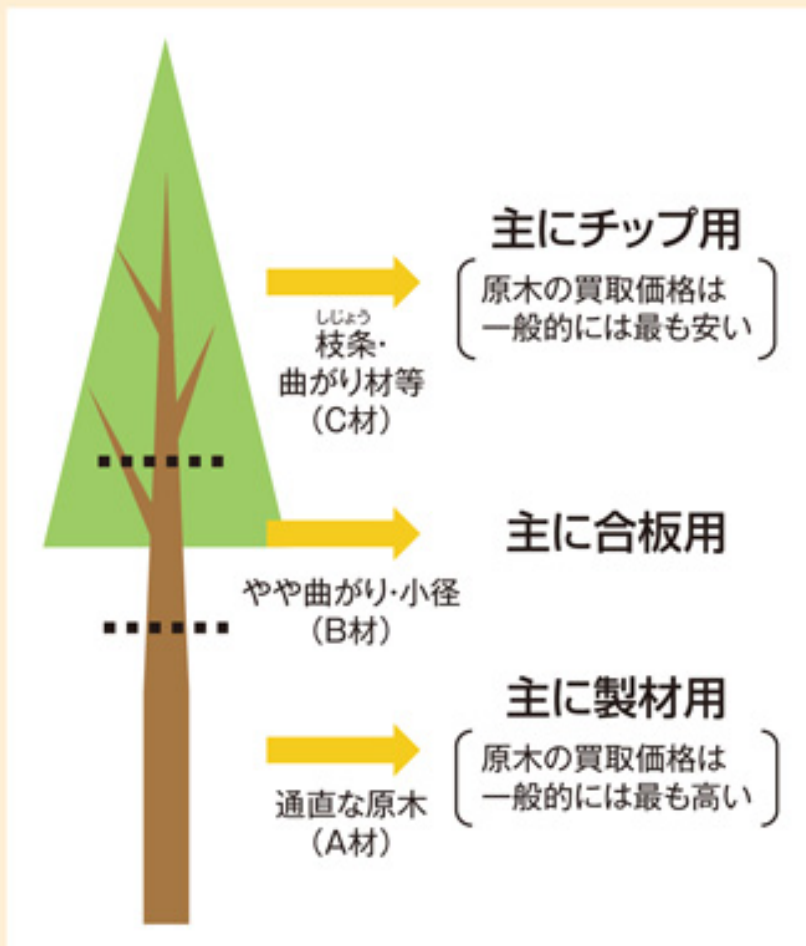 主にチップ用
原木の買取価格は
一般的には最も安い
しじょう
枝条・
曲がり材等
（C材）
主に合板用
やや曲がり・小径
（B材）
主に製材用
原木の買取価格は
一般的には最も高い
通直な原木
（A材）